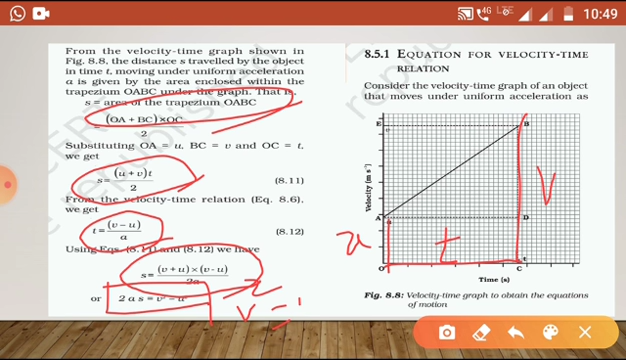 4G LTE 10:49
From the velocity-time graph shown in
Fig. 8.8, the distance s travelled by the object
in time t, moving under uniform acceleration
a is given by the area enclosed within the
trapezium OABC under the graph. That is,
s = area of the trapezium OABC
(OA + BC) × OC
2
Substituting OA = u, BC = v and OC = t,
we get
s = (u + v)t
2
(8.11)
From the velocity-time relation (Eq. 8.6),
we get
t = (v – u)
a
(8.12)
Using Eqs. (8.11) and (8.12) we have
s = (v + u) × (v - u)
2a
or 2 a s = v² – u²
v =
8.5.1 EQUATION FOR VELOCITY-TIME
RELATION
Consider the velocity-time graph of an object
that moves under uniform acceleration as
E
B
v
V
Velocity (m s⁻¹)
A
D
u
u
t
t
O
C
Time (s)
Fig. 8.8: Velocity-time graph to obtain the equations
of motion